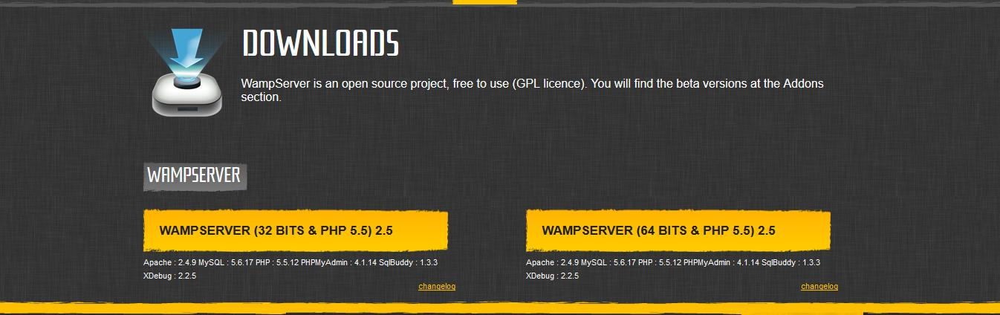 DOWNLOADS
WampServer is an open source project, free to use (GPL licence). You will find the beta versions at the Addons
section.
WAMPSERVER
WAMPSERVER (32 BITS & PHP 5.5) 2.5
Apache : 2.4.9 MySQL : 5.6.17 PHP : 5.5.12 PHPMyAdmin : 4.1.14 SqlBuddy : 1.3.3
XDebug : 2.2.5
changelog
WAMPSERVER (64 BITS & PHP 5.5) 2.5
Apache : 2.4.9 MySQL : 5.6.17 PHP : 5.5.12 PHPMyAdmin : 4.1.14 SqlBuddy : 1.3.3
XDebug : 2.2.5
changelog